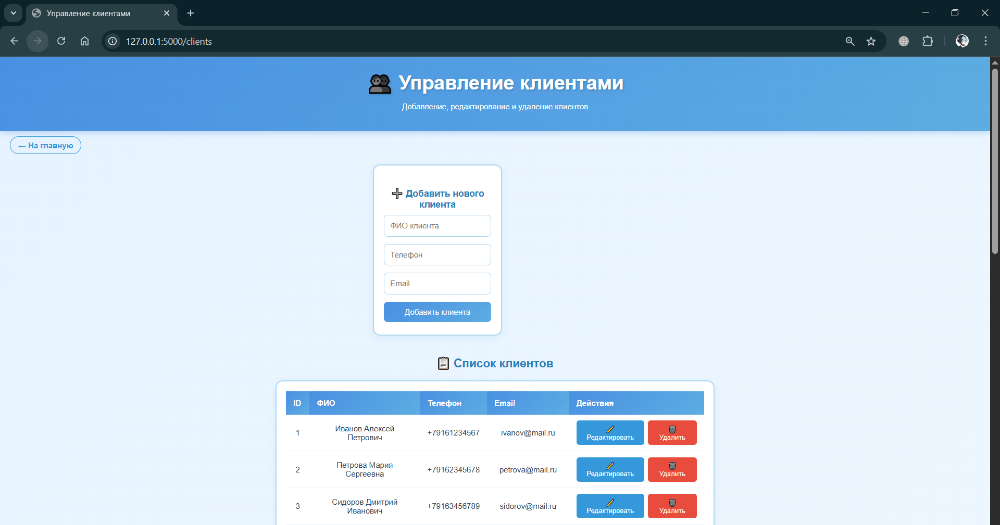 Управление клиентами
127.0.0.1:5000/clients
Управление клиентами
Добавление, редактирование и удаление клиентов
← На главную
Добавить нового
клиента
ФИО клиента
Телефон
Email
Добавить клиента
Список клиентов
ID ФИО Телефон Email Действия
1 Иванов Алексей Петрович +79161234567 ivanov@mail.ru Редактировать Удалить
2 Петрова Мария Сергеевна +79162345678 petrova@mail.ru Редактировать Удалить
3 Сидоров Дмитрий Иванович +79163456789 sidorov@mail.ru Редактировать Удалить